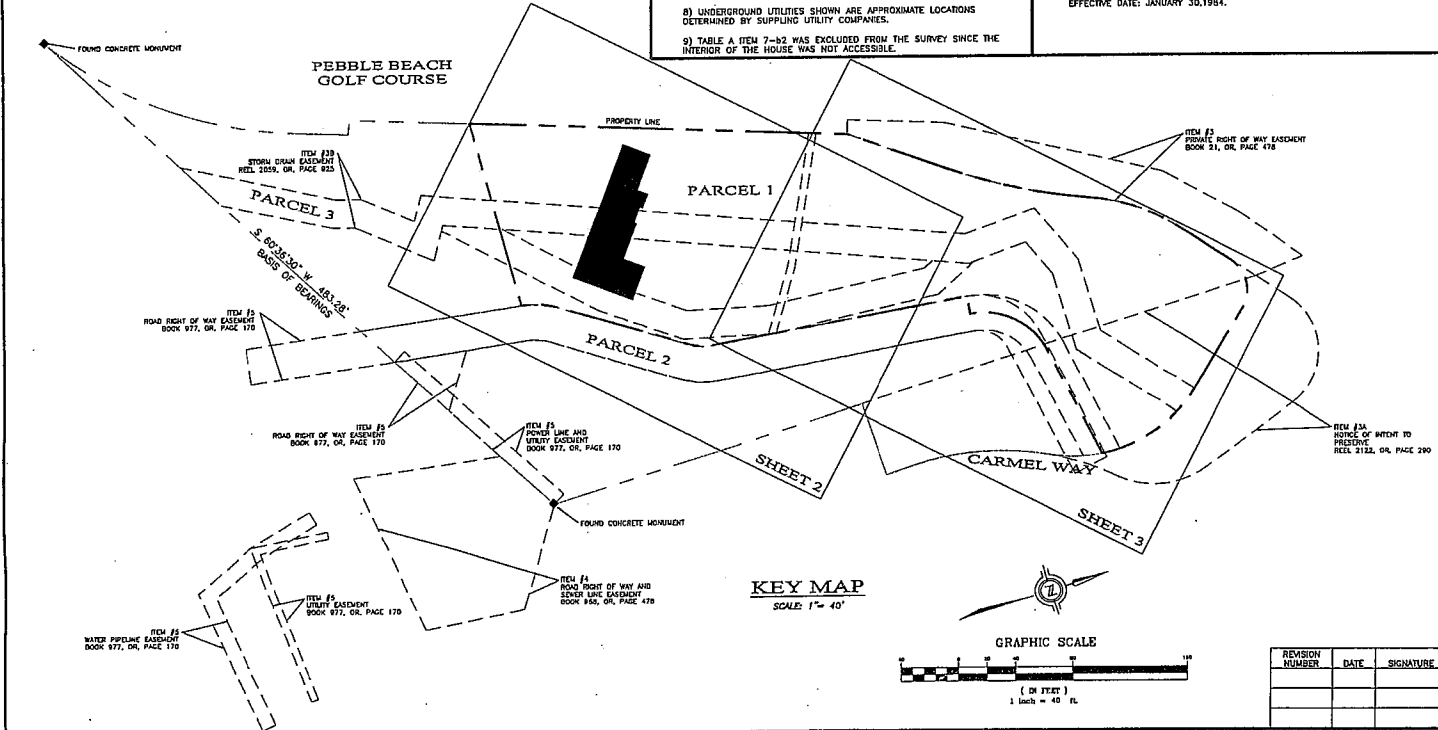 8) UNDERGROUND UTILITIES SHOWN ARE APPROXIMATE LOCATIONS
DETERMINED BY SUPPLING UTILITY COMPANIES.
9) TABLE A ITEM 7-b2 WAS EXCLUDED FROM THE SURVEY SINCE THE
INTERIOR OF THE HOUSE WAS NOT ACCESSIBLE.
EFFECTIVE DATE: JANUARY 30,1984.
FOUND CONCRETE MONUMENT
PEBBLE BEACH
GOLF COURSE
PROPERTY LINE
ITEM #3
PRIVATE RIGHT OF WAY EASEMENT
BOOK 21, OR, PAGE 478
ITEM #3B
STORM DRAIN EASEMENT
REEL 2059, OR, PAGE 925
PARCEL 1
PARCEL 3
S 60°35'30" W 483.28'
BASIS OF BEARINGS
ITEM #5
ROAD RIGHT OF WAY EASEMENT
BOOK 977, OR, PAGE 170
PARCEL 2
ITEM #5
ROAD RIGHT OF WAY EASEMENT
BOOK 977, OR, PAGE 170
ITEM #5
POWER LINE AND
UTILITY EASEMENT
BOOK 977, OR, PAGE 170
ITEM #3A
NOTICE OF INTENT TO
PRESERVE
REEL 2122, OR, PAGE 290
SHEET 2
CARMEL WAY
SHEET 3
FOUND CONCRETE MONUMENT
ITEM #4
ROAD RIGHT OF WAY AND
SEWER LINE EASEMENT
BOOK 958, OR, PAGE 478
ITEM #5
UTILITY EASEMENT
BOOK 977, OR, PAGE 170
ITEM #5
WATER PIPELINE EASEMENT
BOOK 977, OR, PAGE 170
KEY MAP
SCALE: 1"= 40'
Z
GRAPHIC SCALE
40 0 20 40 80 160
( IN FEET )
1 inch = 40 ft.
REVISION NUMBER DATE SIGNATURE